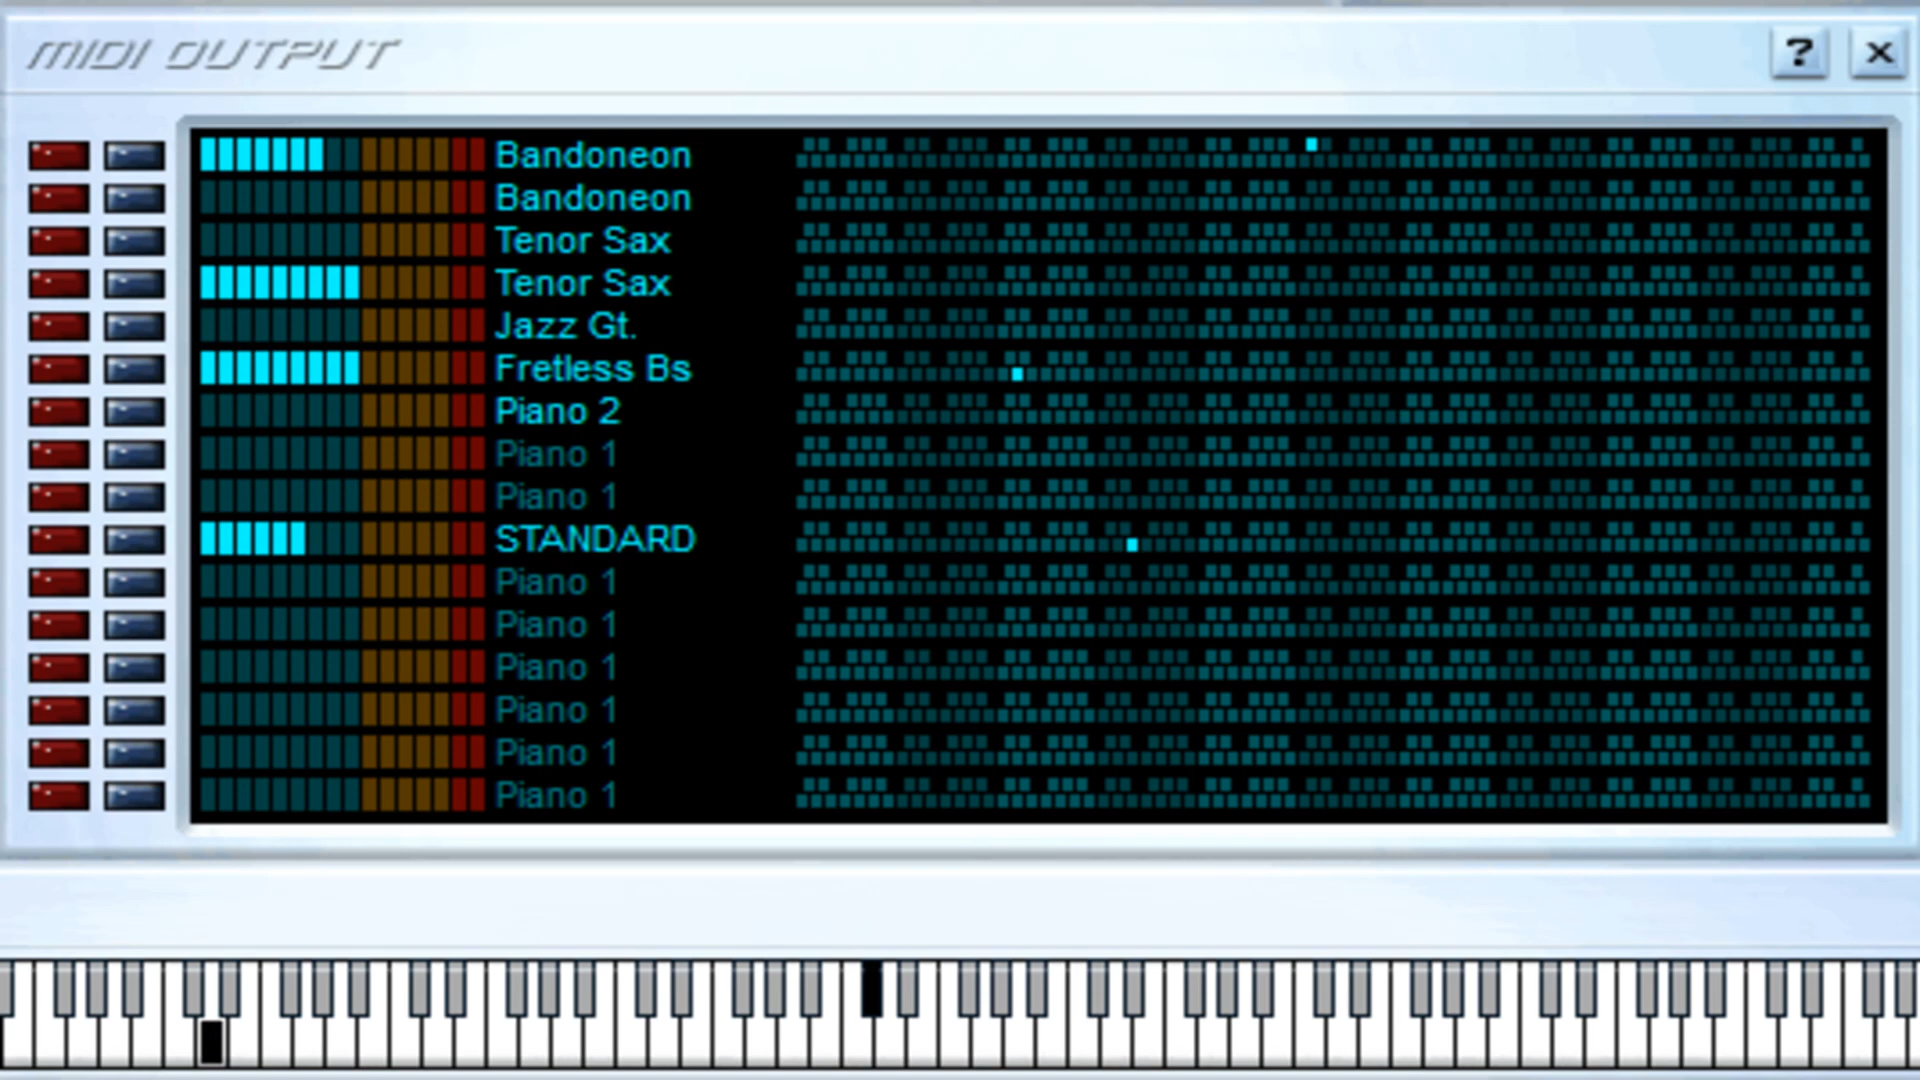 MIDI OUTPUT
? X
Bandoneon
Bandoneon
Tenor Sax
Tenor Sax
Jazz Gt.
Fretless Bs
Piano 2
Piano 1
Piano 1
STANDARD
Piano 1
Piano 1
Piano 1
Piano 1
Piano 1
Piano 1